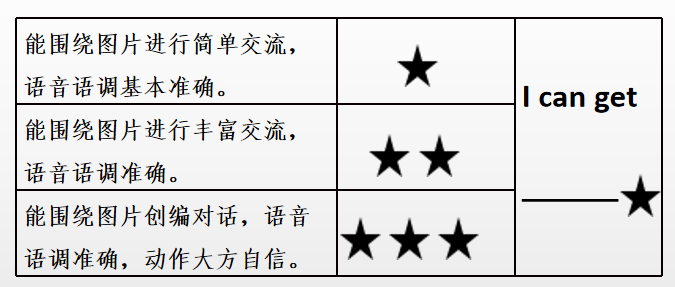 能围绕图片进行简单交流，
语音语调基本准确。
能围绕图片进行丰富交流，
语音语调准确。
能围绕图片创编对话，语音
语调准确，动作大方自信。
I can get